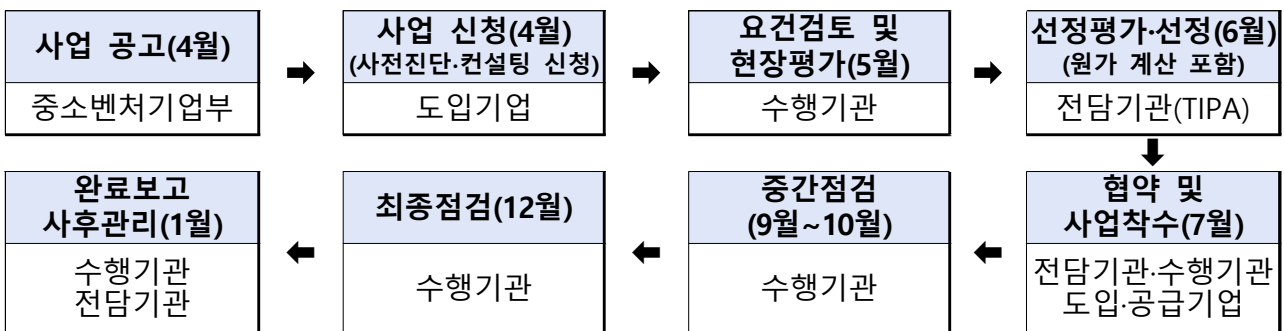 사업 공고(4월)
중소벤처기업부
사업 신청(4월)
(사전진단·컨설팅 신청)
도입기업
요건검토 및
현장평가(5월)
수행기관
선정평가·선정(6월)
(원가 계산 포함)
전담기관(TIPA)
협약 및
사업착수(7월)
전담기관·수행기관
도입·공급기업
중간점검
(9월~10월)
수행기관
최종점검(12월)
수행기관
완료보고
사후관리(1월)
수행기관
전담기관